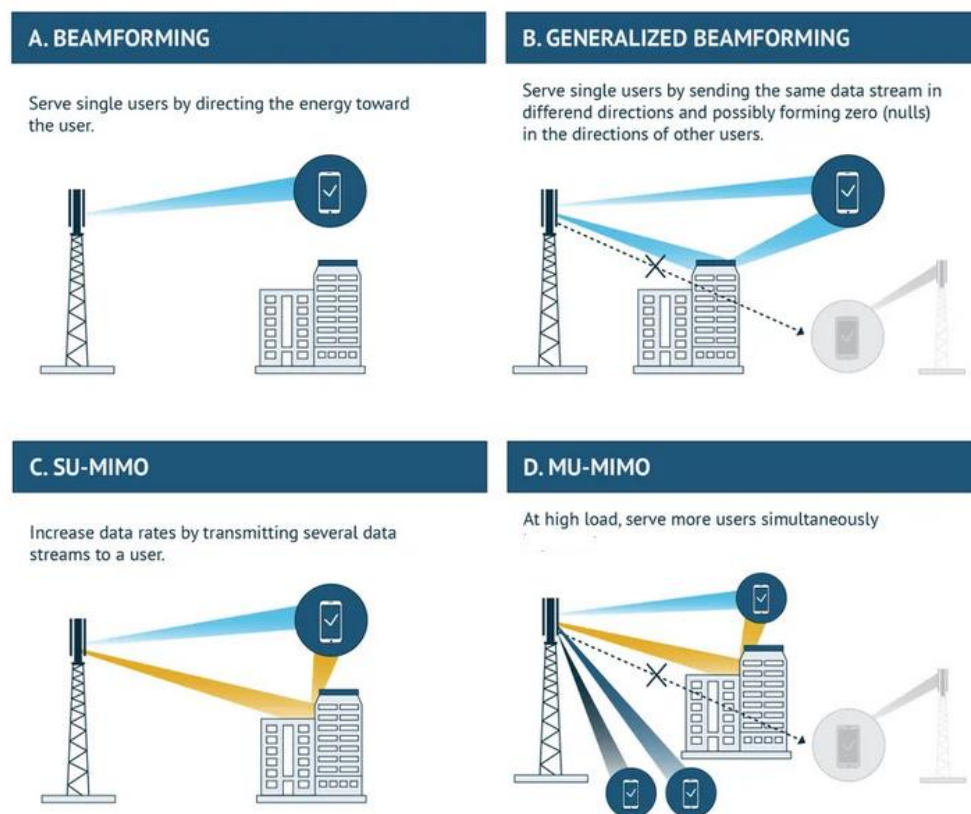 A. BEAMFORMING
Serve single users by directing the energy toward
the user.
B. GENERALIZED BEAMFORMING
Serve single users by sending the same data stream in
differend directions and possibly forming zero (nulls)
in the directions of other users.
C. SU-MIMO
Increase data rates by transmitting several data
streams to a user.
D. MU-MIMO
At high load, serve more users simultaneously